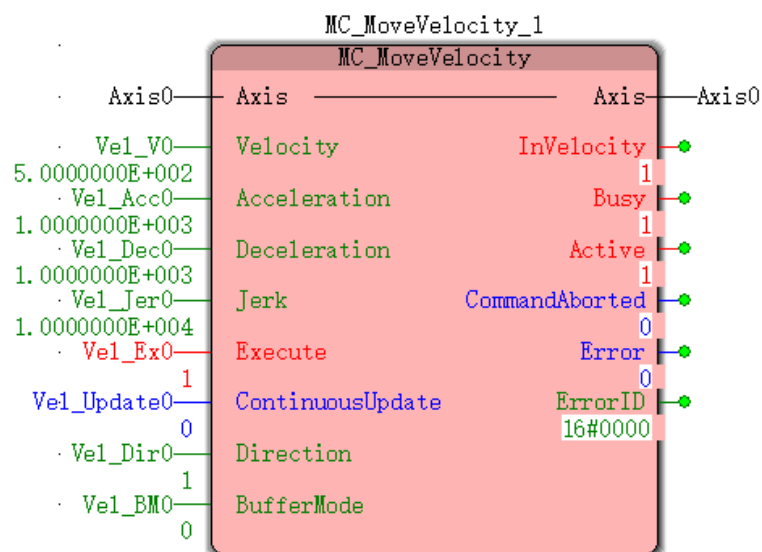 MC_MoveVelocity_1
MC_MoveVelocity
Axis0 Axis Axis Axis0
Vel_V0 Velocity InVelocity
5.0000000E+002 1
Vel_Acc0 Acceleration Busy
1.0000000E+003 1
Vel_Dec0 Deceleration Active
1.0000000E+003 1
Vel_Jer0 Jerk CommandAborted
1.0000000E+004 0
Vel_Ex0 Execute Error
1 0
Vel_Update0 ContinuousUpdate ErrorID
0 16#0000
Vel_Dir0 Direction
1
Vel_BM0 BufferMode
0